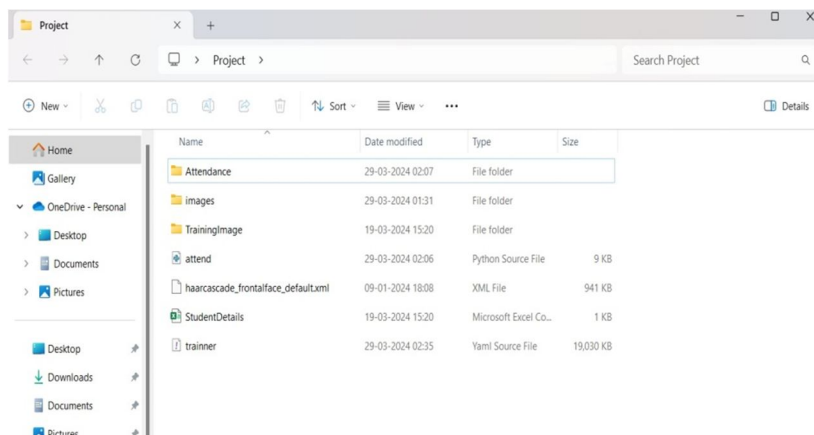 Project
Project
Search Project
New
Sort
View
Details
Home
Gallery
OneDrive - Personal
Desktop
Documents
Pictures
Desktop
Downloads
Documents
Pictures
Name Date modified Type Size
Attendance 29-03-2024 02:07 File folder
images 29-03-2024 01:31 File folder
TrainingImage 19-03-2024 15:20 File folder
attend 29-03-2024 02:06 Python Source File 9 KB
haarcascade_frontalface_default.xml 09-01-2024 18:08 XML File 941 KB
StudentDetails 19-03-2024 15:20 Microsoft Excel Co... 1 KB
trainner 29-03-2024 02:35 Yaml Source File 19,030 KB